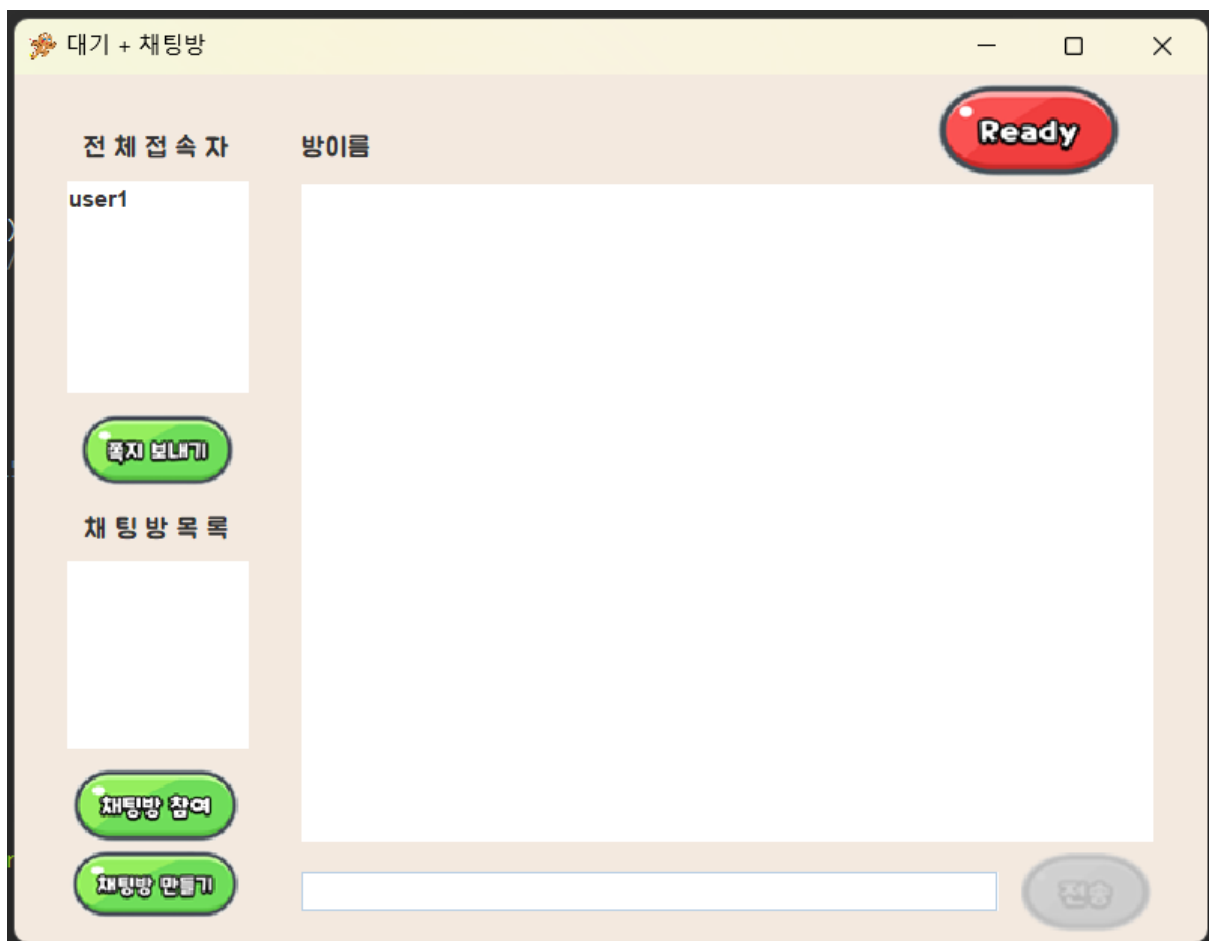 대기 + 채팅방
전 체 접 속 자
방이름
Ready
user1
쪽지 보내기
채 팅 방 목 록
채팅방 참여
채팅방 만들기
전송